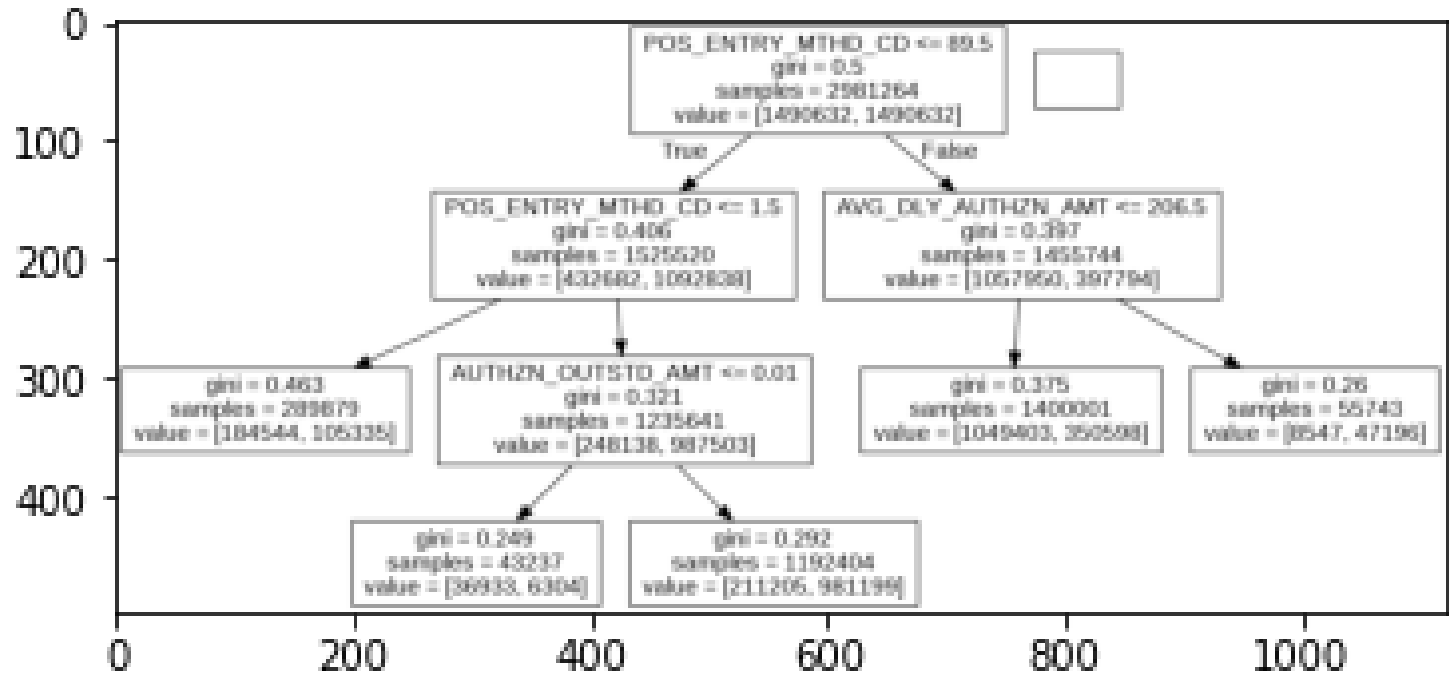 0
POS_ENTRY_MTHD_CD <= 89.5
gini = 0.5
samples = 2981264
value = [1490632, 1490632]
100
True
False
POS_ENTRY_MTHD_CD <= 1.5
gini = 0.406
samples = 1525520
value = [432682, 1092838]
AVG_DLY_AUTHZN_AMT <= 206.5
gini = 0.397
samples = 1455744
value = [1057950, 397794]
200
300
gini = 0.463
samples = 289879
value = [184544, 105335]
AUTHZN_OUTSTD_AMT <= 0.01
gini = 0.321
samples = 1235641
value = [248138, 987503]
gini = 0.375
samples = 1400001
value = [1049403, 350598]
gini = 0.26
samples = 55743
value = [8547, 47196]
400
gini = 0.249
samples = 43237
value = [36933, 6304]
gini = 0.292
samples = 1192404
value = [211205, 981199]
0 200 400 600 800 1000